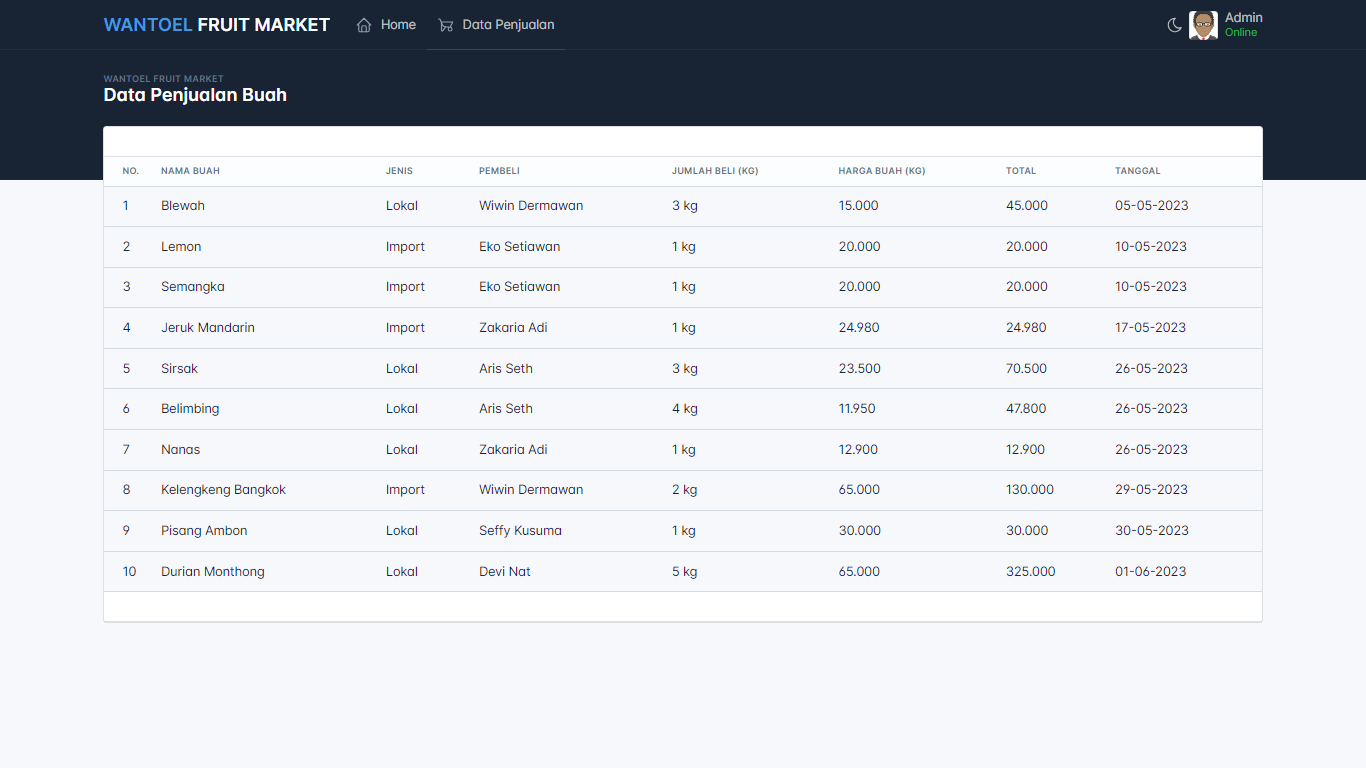 WANTOEL FRUIT MARKET Home Data Penjualan Admin
Online
WANTOEL FRUIT MARKET
Data Penjualan Buah
NO. NAMA BUAH JENIS PEMBELI JUMLAH BELI (KG) HARGA BUAH (KG) TOTAL TANGGAL
1 Blewah Lokal Wiwin Dermawan 3 kg 15.000 45.000 05-05-2023
2 Lemon Import Eko Setiawan 1 kg 20.000 20.000 10-05-2023
3 Semangka Import Eko Setiawan 1 kg 20.000 20.000 10-05-2023
4 Jeruk Mandarin Import Zakaria Adi 1 kg 24.980 24.980 17-05-2023
5 Sirsak Lokal Aris Seth 3 kg 23.500 70.500 26-05-2023
6 Belimbing Lokal Aris Seth 4 kg 11.950 47.800 26-05-2023
7 Nanas Lokal Zakaria Adi 1 kg 12.900 12.900 26-05-2023
8 Kelengkeng Bangkok Import Wiwin Dermawan 2 kg 65.000 130.000 29-05-2023
9 Pisang Ambon Lokal Seffy Kusuma 1 kg 30.000 30.000 30-05-2023
10 Durian Monthong Lokal Devi Nat 5 kg 65.000 325.000 01-06-2023